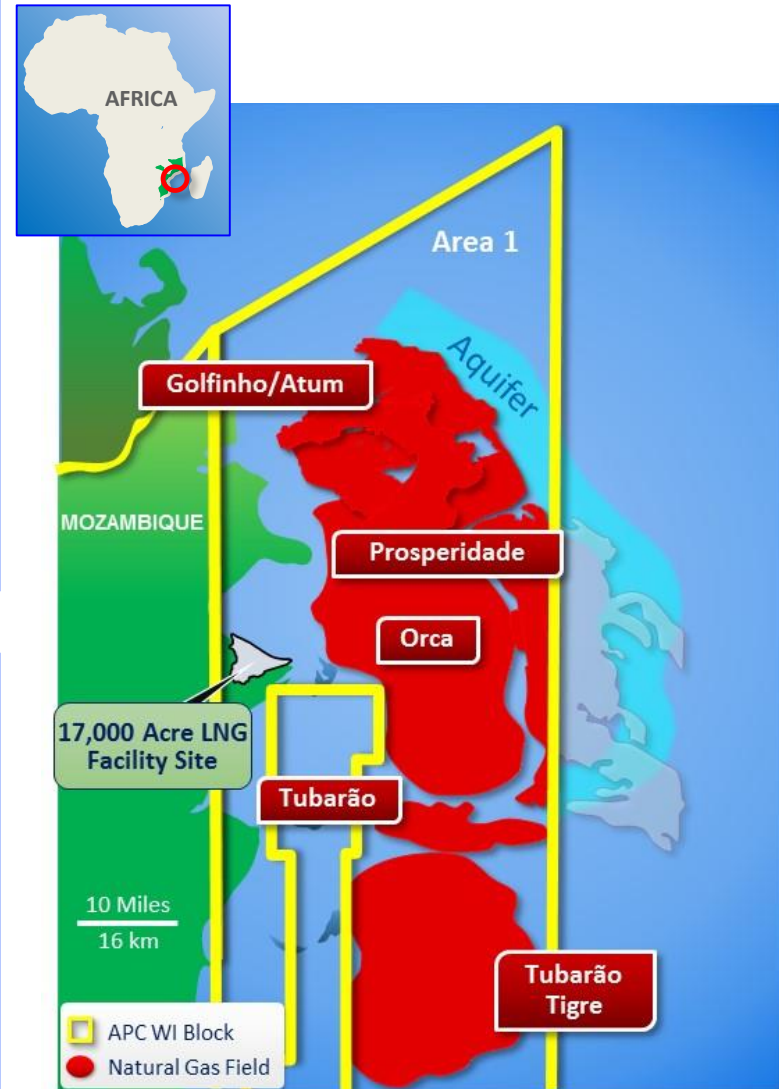 AFRICA
Area 1
Aquifer
Golfinho/Atum
MOZAMBIQUE
Prosperidade
Orca
17,000 Acre LNG
Facility Site
Tubarão
10 Miles
16 km
Tubarão
Tigre
APC WI Block
Natural Gas Field